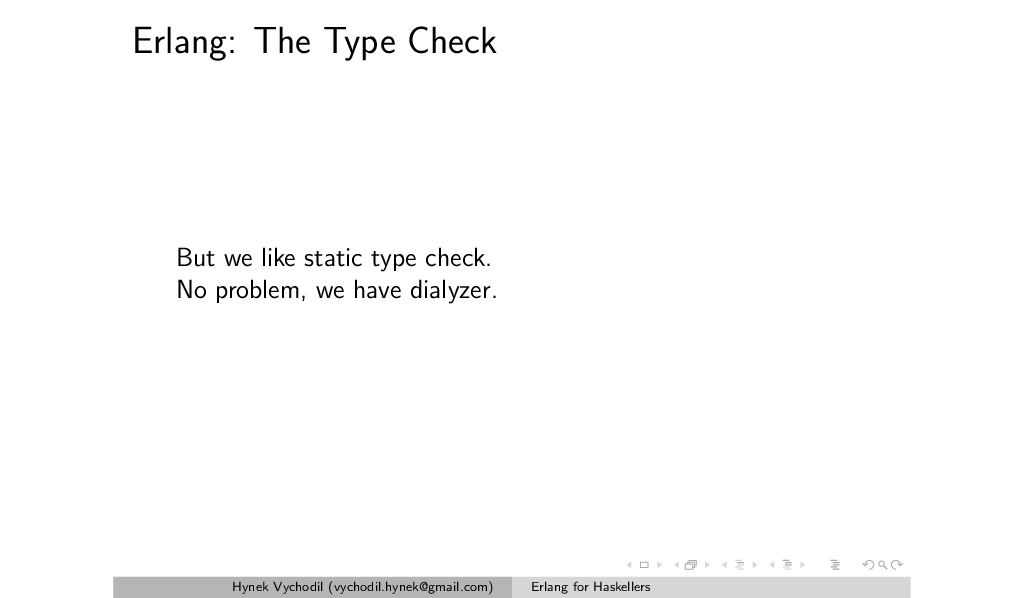 Erlang: The Type Check
But we like static type check.
No problem, we have dialyzer.
Hynek Vychodil (vychodil.hynek@gmail.com)
Erlang for Haskellers